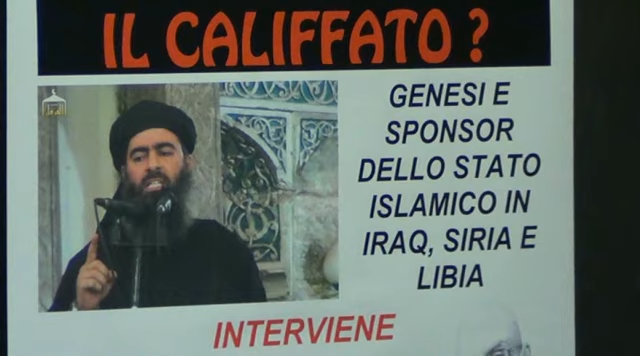 IL CALIFFATO ?
GENESI E
SPONSOR
DELLO STATO
ISLAMICO IN
IRAQ, SIRIA E
LIBIA
INTERVIENE